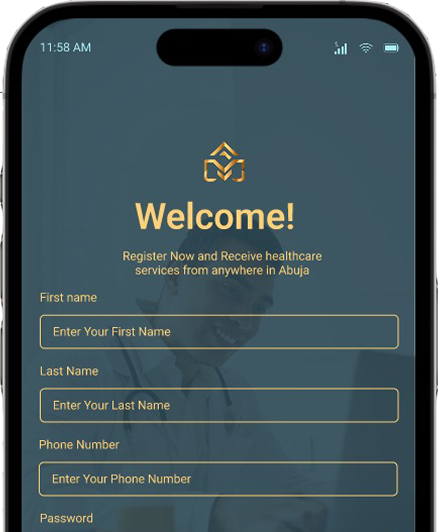 11:58 AM
Welcome!
Register Now and Receive healthcare
services from anywhere in Abuja
First name
Enter Your First Name
Last Name
Enter Your Last Name
Phone Number
Enter Your Phone Number
Password